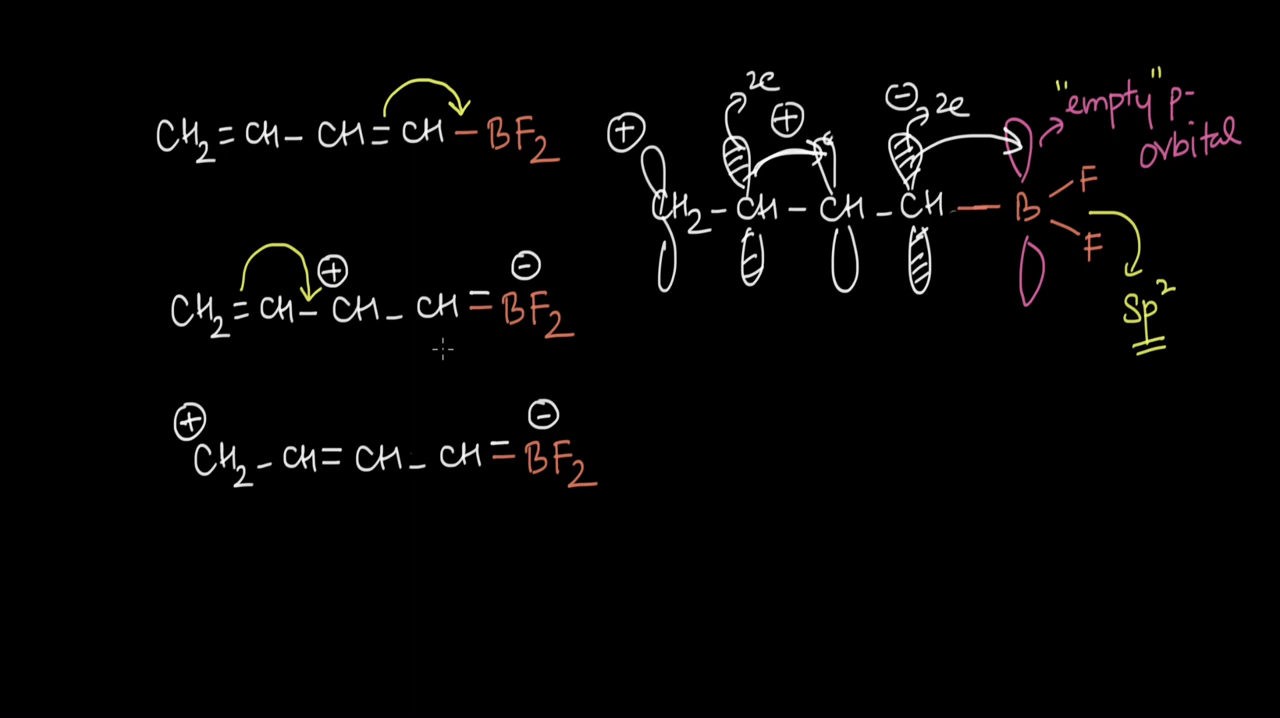 CH₂=CH-CH=CH-BF₂
CH₂=CH-CH-CH=BF₂
⊕ ⊖
⊕ ⊖
CH₂-CH=CH-CH=BF₂
2e ⊕ ⊖ 2e
⊕
CH₂-CH-CH-CH-B
F
F
"empty" p-
orbital
Sp²